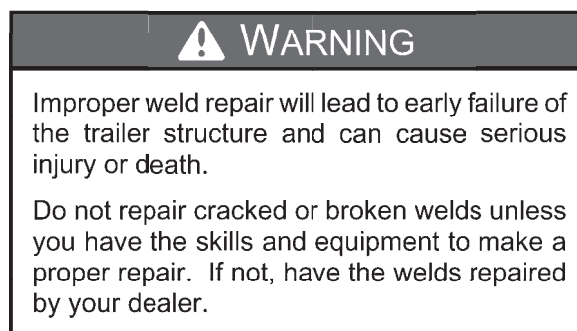 WARNING
Improper weld repair will lead to early failure of
the trailer structure and can cause serious
injury or death.
Do not repair cracked or broken welds unless
you have the skills and equipment to make a
proper repair. If not, have the welds repaired
by your dealer.